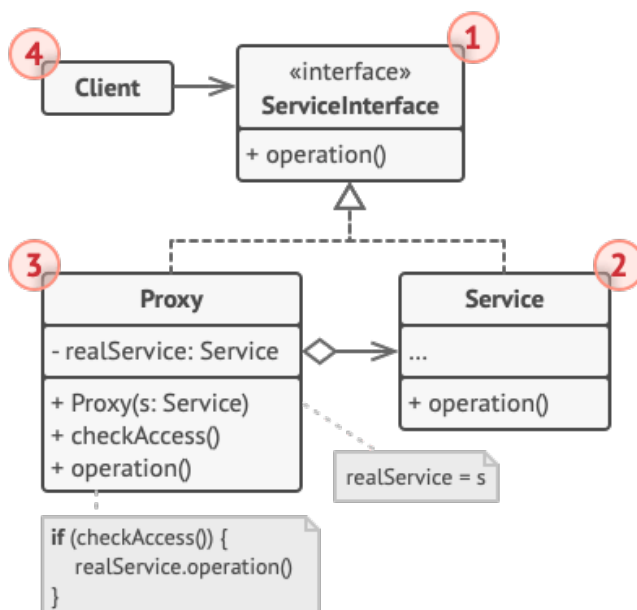 4
Client
1
«interface»
ServiceInterface
+ operation()
3
Proxy
- realService: Service
+ Proxy(s: Service)
+ checkAccess()
+ operation()
2
Service
...
+ operation()
realService = s
if (checkAccess()) {
realService.operation()
}